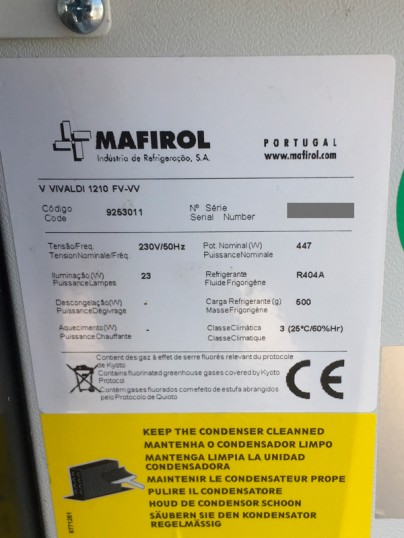 MAFIROL
Indústria de Refrigeração, S.A.
PORTUGAL
www.mafirol.com
V VIVALDI 1210 FV-VV
Código
Code
9253011
Nº Série
Serial Number
Tensão/Freq.
TensionNominale/Fréq.
230V/50Hz
Pot. Nominal (W)
PuissanceNominale
447
Iluminação(W)
PuissanceLampes
23
Refrigerante
FluideFrigongène
R404A
Descongelação(W)
PuissanceDégivrage
-
Carga Refrigerante (g)
MasseFrigongène
500
Aquecimento(W)
PuissanceChauffante
-
ClasseClimática
ClasseClimatique
3 (25°C/60%Hr)
Contient des gaz à effet de serre fluorés relevant du protocole
de Kyoto
Contains fluorinated greenhouse gases covered by Kyoto
Protocol
Contém gases fluorados com efeito de estufa abrangidos
pelo Protocolo de Quioto
CE
KEEP THE CONDENSER CLEANNED
MANTENHA O CONDENSADOR LIMPO
MANTENGA LIMPIA LA UNIDAD
CONDENSADORA
MAINTENIR LE CONDENSATEUR PROPE
PULIRE IL CONDENSATORE
HOUD DE CONDENSOR SCHOON
SÄUBERN SIE DEN KONDENSATOR
REGELMÄSSIG